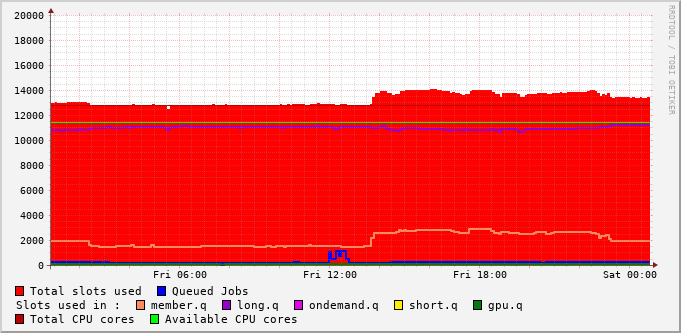 RRDTOOL / TOBI OETIKER
20000
18000
16000
14000
12000
10000
8000
6000
4000
2000
0
Fri 06:00 Fri 12:00 Fri 18:00 Sat 00:00
Total slots used Queued Jobs
Slots used in : member.q long.q ondemand.q short.q gpu.q
Total CPU cores Available CPU cores